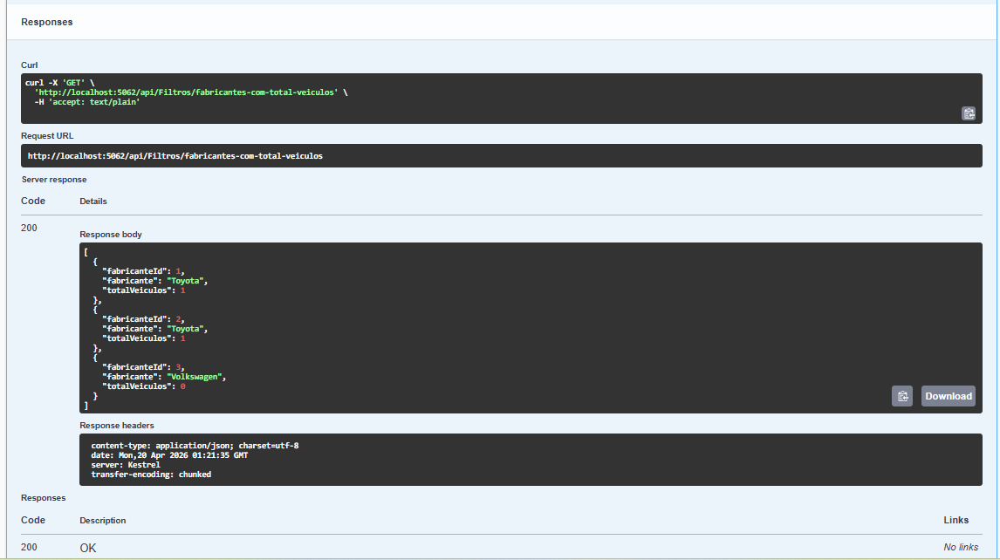 Responses
Curl
curl -X 'GET' \
  'http://localhost:5062/api/Filtros/fabricantes-com-total-veiculos' \
  -H 'accept: text/plain'
Request URL
http://localhost:5062/api/Filtros/fabricantes-com-total-veiculos
Server response
Code Details
200
Response body
[
  {
    "fabricanteId": 1,
    "fabricante": "Toyota",
    "totalVeiculos": 1
  },
  {
    "fabricanteId": 2,
    "fabricante": "Toyota",
    "totalVeiculos": 1
  },
  {
    "fabricanteId": 3,
    "fabricante": "Volkswagen",
    "totalVeiculos": 0
  }
]
Download
Response headers
content-type: application/json; charset=utf-8
date: Mon,20 Apr 2026 01:21:35 GMT
server: Kestrel
transfer-encoding: chunked
Responses
Code Description Links
200 OK No links